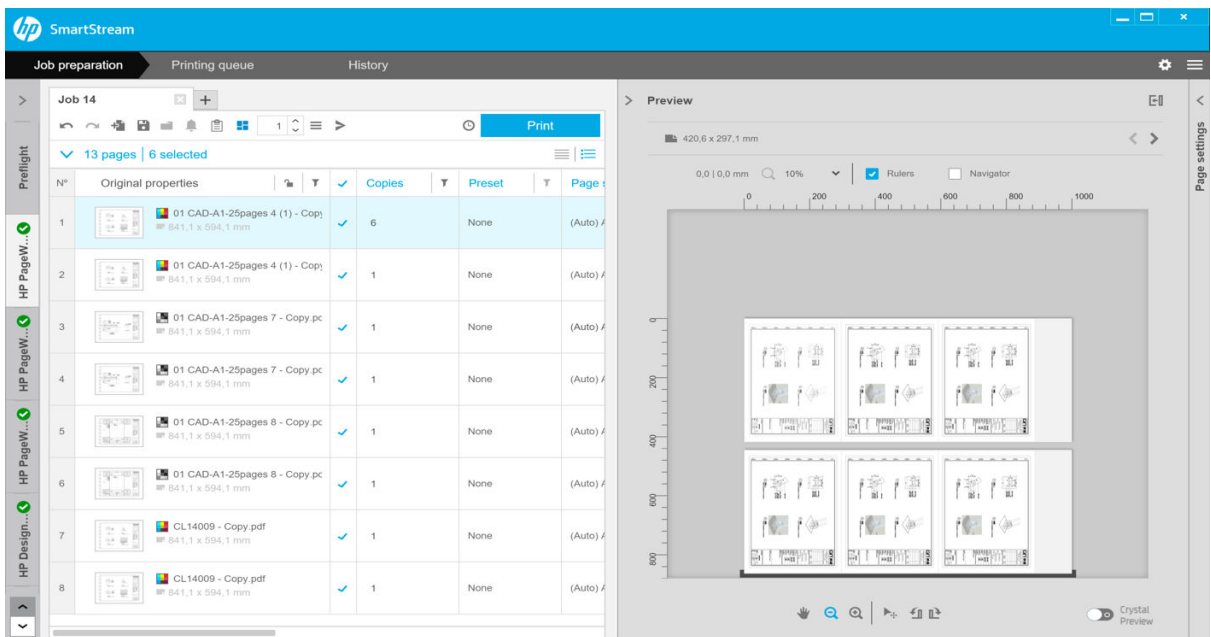 hp SmartStream
Job preparation Printing queue History
Job 14
1 Print
13 pages 6 selected
N° Original properties Copies Preset Page s
1 01 CAD-A1-25pages 4 (1) - Copy 6 None (Auto) A
841,1 x 594,1 mm
2 01 CAD-A1-25pages 4 (1) - Copy 1 None (Auto) A
841,1 x 594,1 mm
3 01 CAD-A1-25pages 7 - Copy.pd 1 None (Auto) A
841,1 x 594,1 mm
4 01 CAD-A1-25pages 7 - Copy.pd 1 None (Auto) A
841,1 x 594,1 mm
5 01 CAD-A1-25pages 8 - Copy.pd 1 None (Auto) A
841,1 x 594,1 mm
6 01 CAD-A1-25pages 8 - Copy.pd 1 None (Auto) A
841,1 x 594,1 mm
7 CL14009 - Copy.pdf 1 None (Auto) A
841,1 x 594,1 mm
8 CL14009 - Copy.pdf 1 None (Auto) A
841,1 x 594,1 mm
Preflight
HP PageW...
HP PageW...
HP PageW...
HP Design...
Preview
420,6 x 297,1 mm
0,0 | 0,0 mm 10% Rulers Navigator
0 200 400 600 800 1000
0
200
400
600
800
Crystal
Preview
Page settings